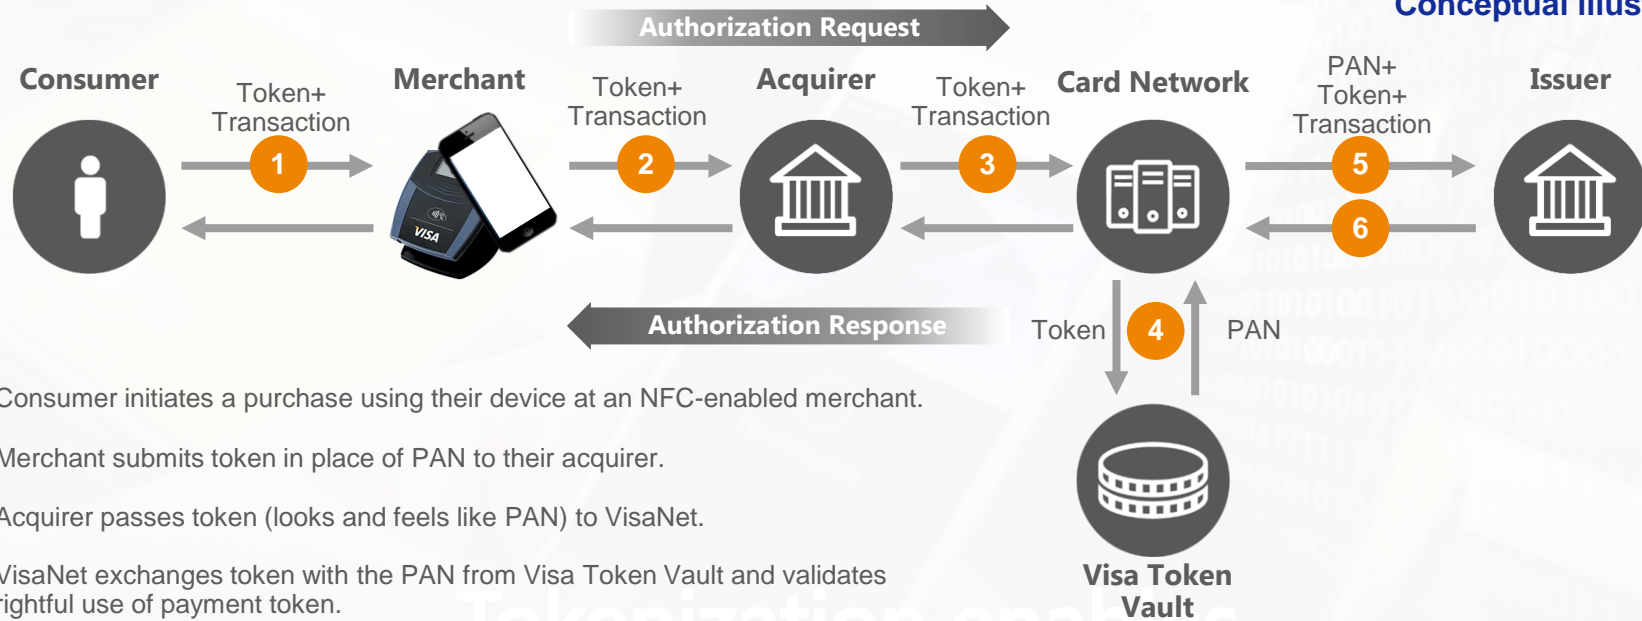 Conceptual Illus
Authorization Request
Consumer
Token+
Transaction
Merchant
Token+
Transaction
Acquirer
Token+
Transaction
Card Network
PAN+
Token+
Transaction
Issuer
1
2
3
5
6
VISA
Authorization Response
Token
4
PAN
Consumer initiates a purchase using their device at an NFC-enabled merchant.
Merchant submits token in place of PAN to their acquirer.
Acquirer passes token (looks and feels like PAN) to VisaNet.
VisaNet exchanges token with the PAN from Visa Token Vault and validates
rightful use of payment token.
Visa Token
Vault
Tokenization enables